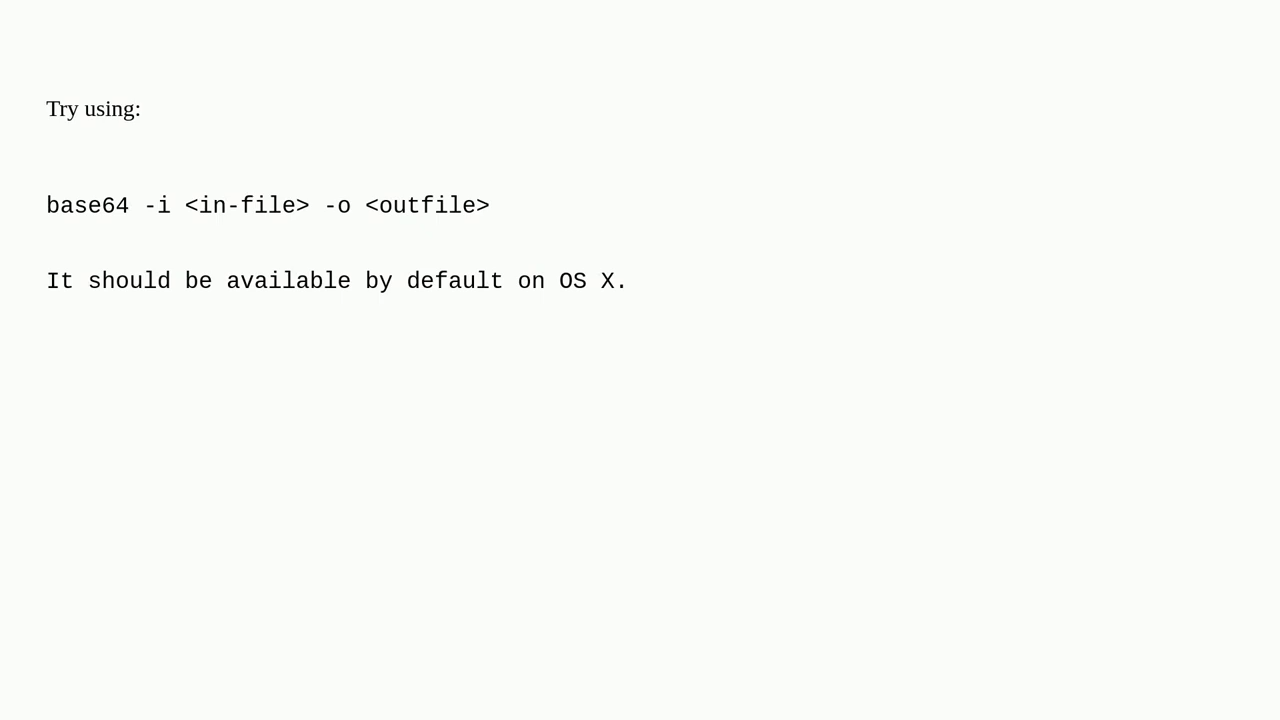 Try using:
base64 -i <in-file> -o <outfile>
It should be available by default on OS X.